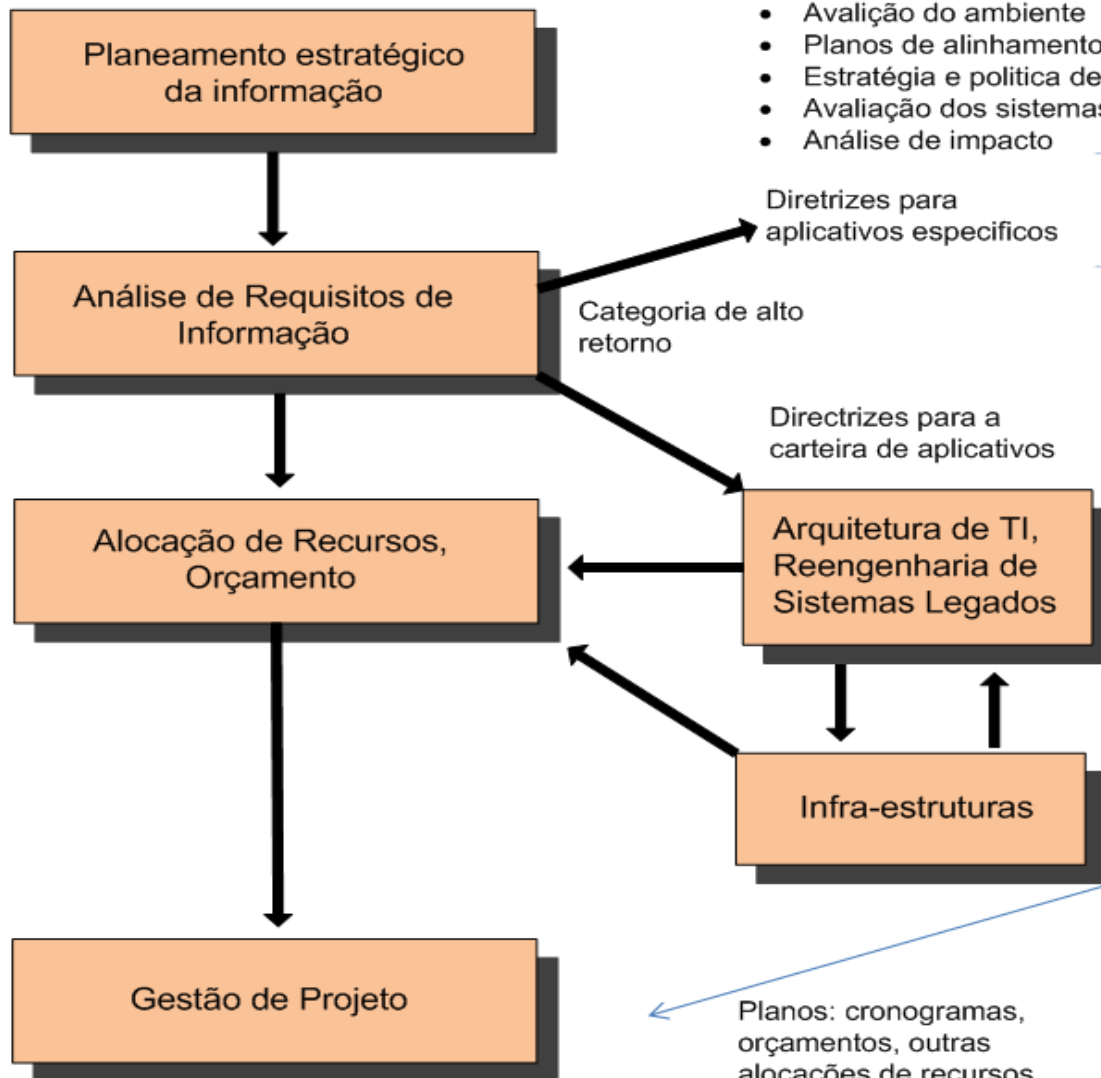 Planeamento estratégico
da informação
• Avalição do ambiente
• Planos de alinhamento
• Estratégia e politica de
• Avaliação dos sistemas
• Análise de impacto
Diretrizes para
aplicativos especificos
Análise de Requisitos de
Informação
Categoria de alto
retorno
Directrizes para a
carteira de aplicativos
Alocação de Recursos,
Orçamento
Arquitetura de TI,
Reengenharia de
Sistemas Legados
Infra-estruturas
Gestão de Projeto
Planos: cronogramas,
orçamentos, outras
alocações de recursos